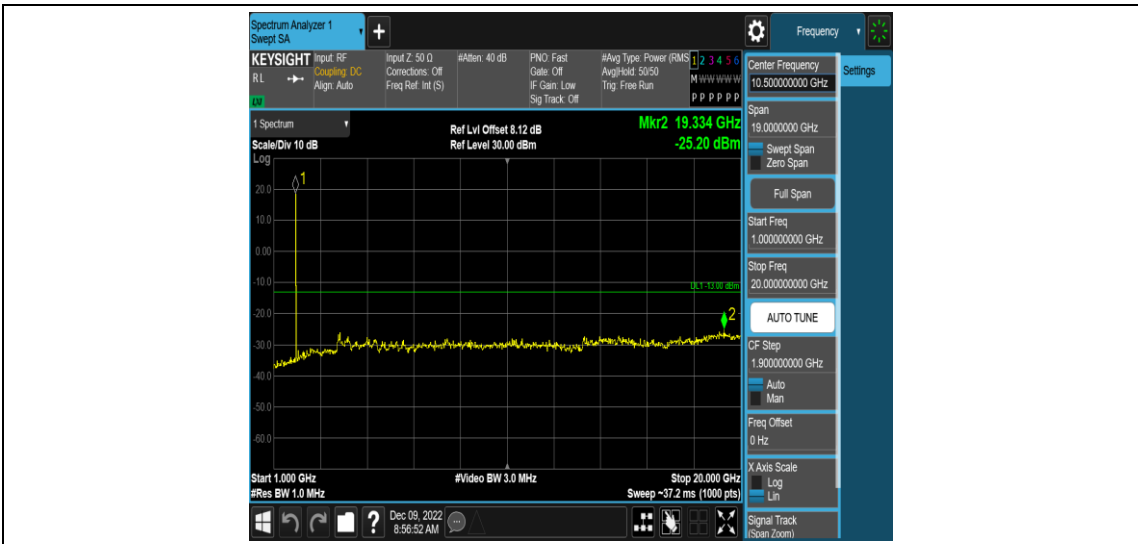 Spectrum Analyzer 1
Swept SA
+
Frequency
KEYSIGHT
RL
LXI
Input: RF
Coupling: DC
Align: Auto
Input Z: 50 Ω
Corrections: Off
Freq Ref: Int (S)
#Atten: 40 dB
PNO: Fast
Gate: Off
IF Gain: Low
Sig Track: Off
#Avg Type: Power (RMS
Avg|Hold: 50/50
Trig: Free Run
1 2 3 4 5 6
M W W W W W
P P P P P P
1 Spectrum
Scale/Div 10 dB
Ref Lvl Offset 8.12 dB
Ref Level 30.00 dBm
Mkr2 19.334 GHz
-25.20 dBm
Log
20.0
10.0
0.00
-10.0
-20.0
-30.0
-40.0
-50.0
-60.0
1
DL1 -13.00 dBm
2
Start 1.000 GHz
#Res BW 1.0 MHz
#Video BW 3.0 MHz
Stop 20.000 GHz
Sweep ~37.2 ms (1000 pts)
?
Dec 09, 2022
8:56:52 AM
Center Frequency
10.500000000 GHz
Settings
Span
19.0000000 GHz
Swept Span
Zero Span
Full Span
Start Freq
1.000000000 GHz
Stop Freq
20.000000000 GHz
AUTO TUNE
CF Step
1.900000000 GHz
Auto
Man
Freq Offset
0 Hz
X Axis Scale
Log
Lin
Signal Track
(Span Zoom)